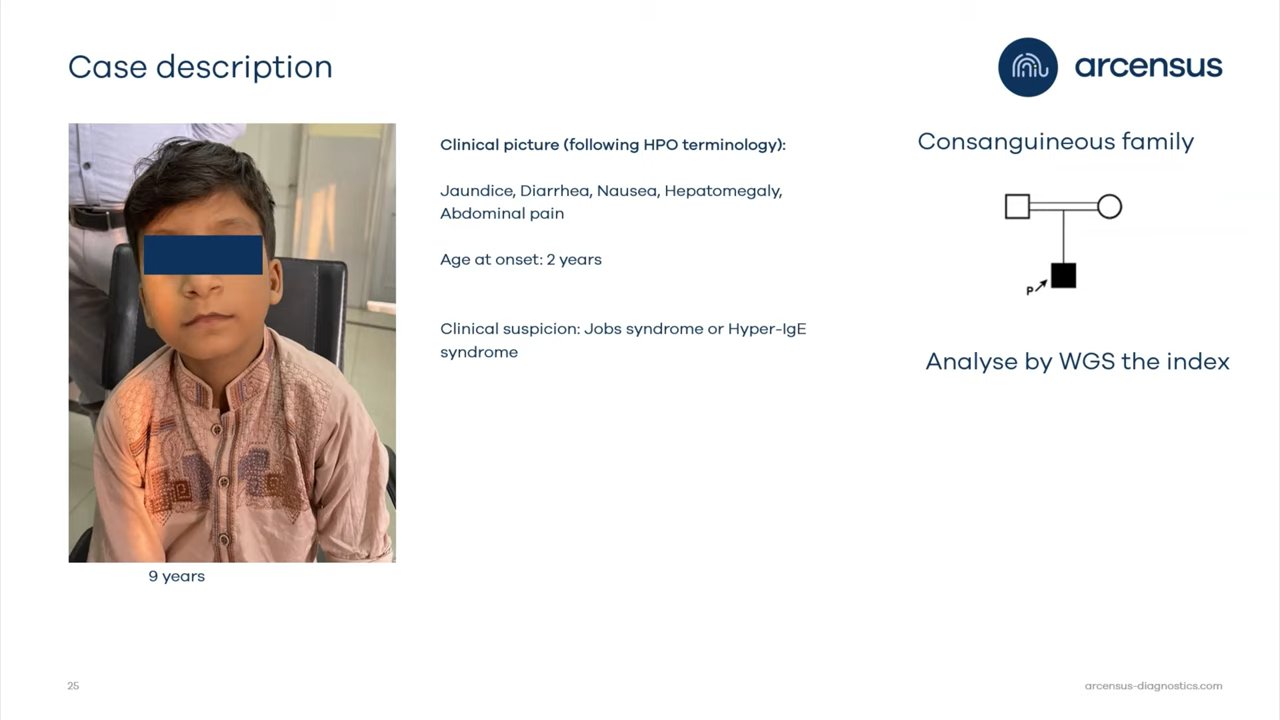 Case description
arcensus
Clinical picture (following HPO terminology):
Jaundice, Diarrhea, Nausea, Hepatomegaly,
Abdominal pain
Age at onset: 2 years
Clinical suspicion: Jobs syndrome or Hyper-IgE
syndrome
Consanguineous family
P
Analyse by WGS the index
9 years
25
arcensus-diagnostics.com